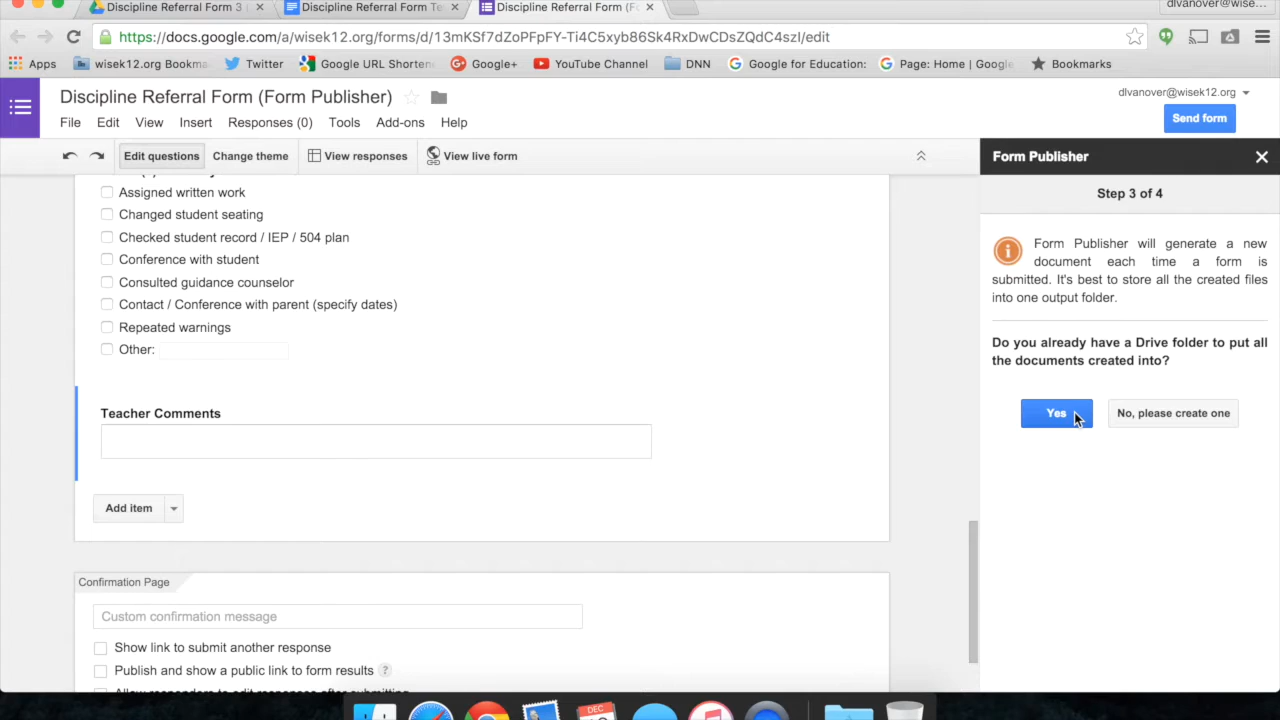 Discipline Referral Form 3
Discipline Referral Form Te
Discipline Referral Form (F
dlvanover@wise...
https://docs.google.com/a/wisek12.org/forms/d/13mKSf7dZoPFpFY-Ti4C5xyb86Sk4RxDwCDsZQdC4szI/edit
Apps
wisek12.org Bookma
Twitter
Google URL Shorten
Google+
YouTube Channel
DNN
Google for Education:
Page: Home | Google
Bookmarks
Discipline Referral Form (Form Publisher)
dlvanover@wisek12.org
File Edit View Insert Responses (0) Tools Add-ons Help
Send form
Edit questions
Change theme
View responses
View live form
Form Publisher
Step 3 of 4
Form Publisher will generate a new
document each time a form is
submitted. It's best to store all the created files
into one output folder.
Do you already have a Drive folder to put all
the documents created into?
Yes
No, please create one
Assigned written work
Changed student seating
Checked student record / IEP / 504 plan
Conference with student
Consulted guidance counselor
Contact / Conference with parent (specify dates)
Repeated warnings
Other:
Teacher Comments
Add item
Confirmation Page
Custom confirmation message
Show link to submit another response
Publish and show a public link to form results ?
Allow responders to edit responses after submitting
DEC